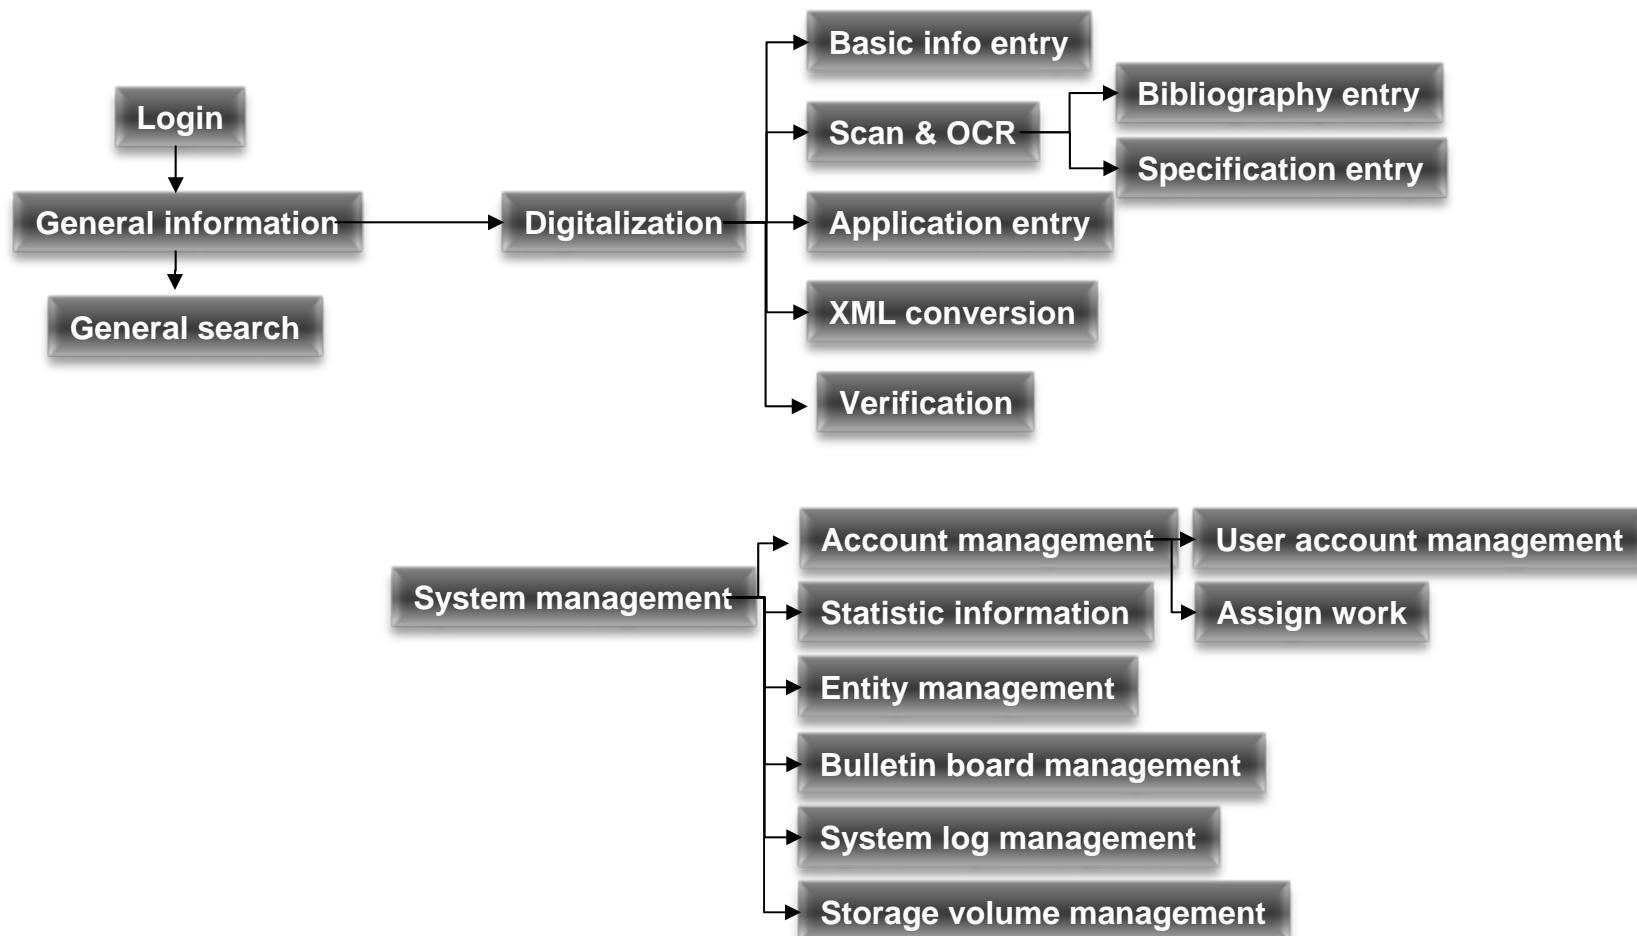 Login
General information
General search
Digitalization
Basic info entry
Scan & OCR
Bibliography entry
Specification entry
Application entry
XML conversion
Verification
System management
Account management
User account management
Assign work
Statistic information
Entity management
Bulletin board management
System log management
Storage volume management